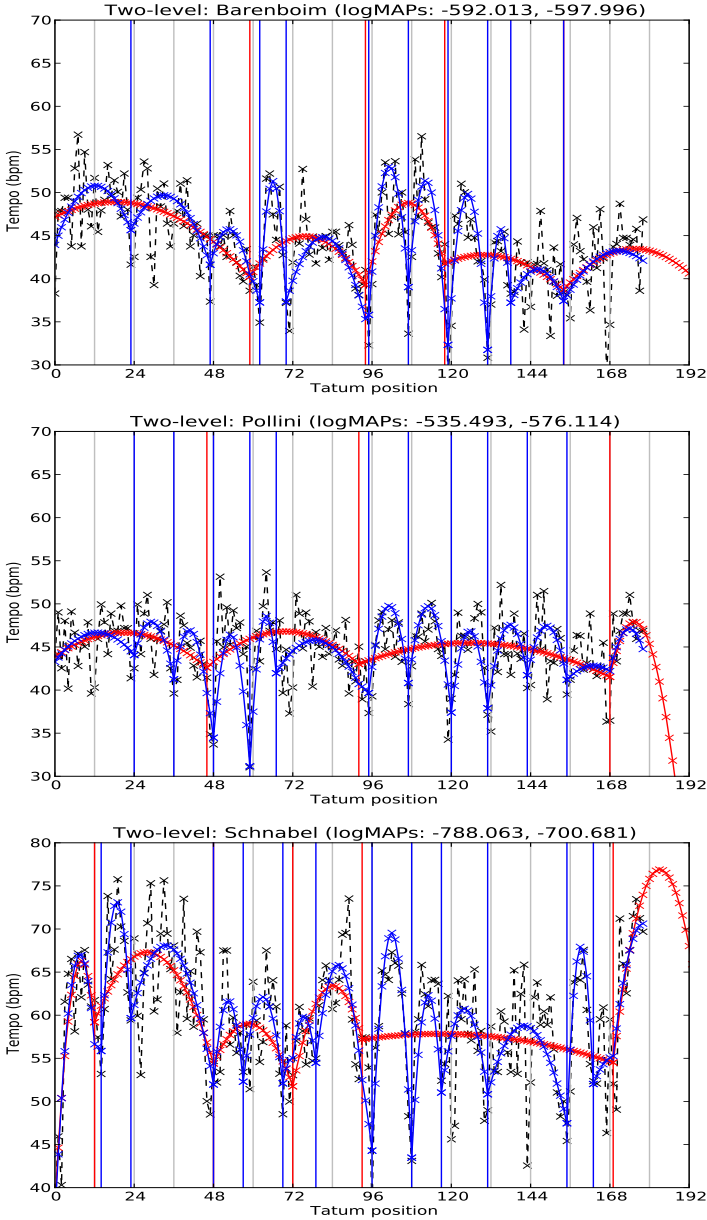 Two-level: Barenboim (logMAPs: -592.013, -597.996)
70
65
60
55
50
45
40
35
30
Tempo (bpm)
0 24 48 72 96 120 144 168 192
Tatum position
Two-level: Pollini (logMAPs: -535.493, -576.114)
70
65
60
55
50
45
40
35
30
Tempo (bpm)
0 24 48 72 96 120 144 168 192
Tatum position
Two-level: Schnabel (logMAPs: -788.063, -700.681)
80
75
70
65
60
55
50
45
40
Tempo (bpm)
0 24 48 72 96 120 144 168 192
Tatum position